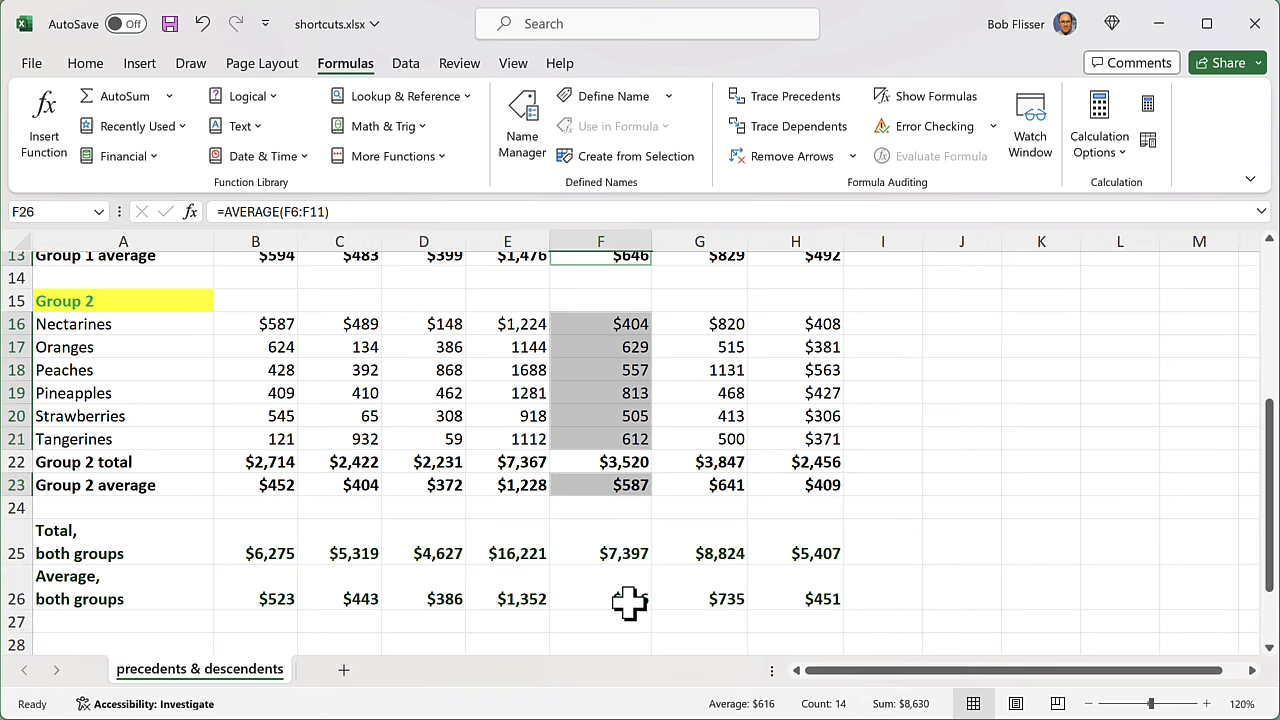 AutoSave Off shortcuts.xlsx Search Bob Flisser
File Home Insert Draw Page Layout Formulas Data Review View Help Comments Share
AutoSum Logical Lookup & Reference Define Name Trace Precedents Show Formulas
Recently Used Text Math & Trig Use in Formula Trace Dependents Error Checking
Financial Date & Time More Functions Create from Selection Remove Arrows Evaluate Formula
Insert Function Name Manager Watch Window Calculation Options
Function Library Defined Names Formula Auditing Calculation
F26 fx =AVERAGE(F6:F11)
A B C D E F G H I J K L M
13 Group 1 average $594 $483 $399 $1,476 $646 $829 $492
14
15 Group 2
16 Nectarines $587 $489 $148 $1,224 $404 $820 $408
17 Oranges 624 134 386 1144 629 515 $381
18 Peaches 428 392 868 1688 557 1131 $563
19 Pineapples 409 410 462 1281 813 468 $427
20 Strawberries 545 65 308 918 505 413 $306
21 Tangerines 121 932 59 1112 612 500 $371
22 Group 2 total $2,714 $2,422 $2,231 $7,367 $3,520 $3,847 $2,456
23 Group 2 average $452 $404 $372 $1,228 $587 $641 $409
24
Total,
25 both groups $6,275 $5,319 $4,627 $16,221 $7,397 $8,824 $5,407
Average,
26 both groups $523 $443 $386 $1,352 $735 $451
27
28
precedents & descendents
Ready Accessibility: Investigate Average: $616 Count: 14 Sum: $8,630 120%